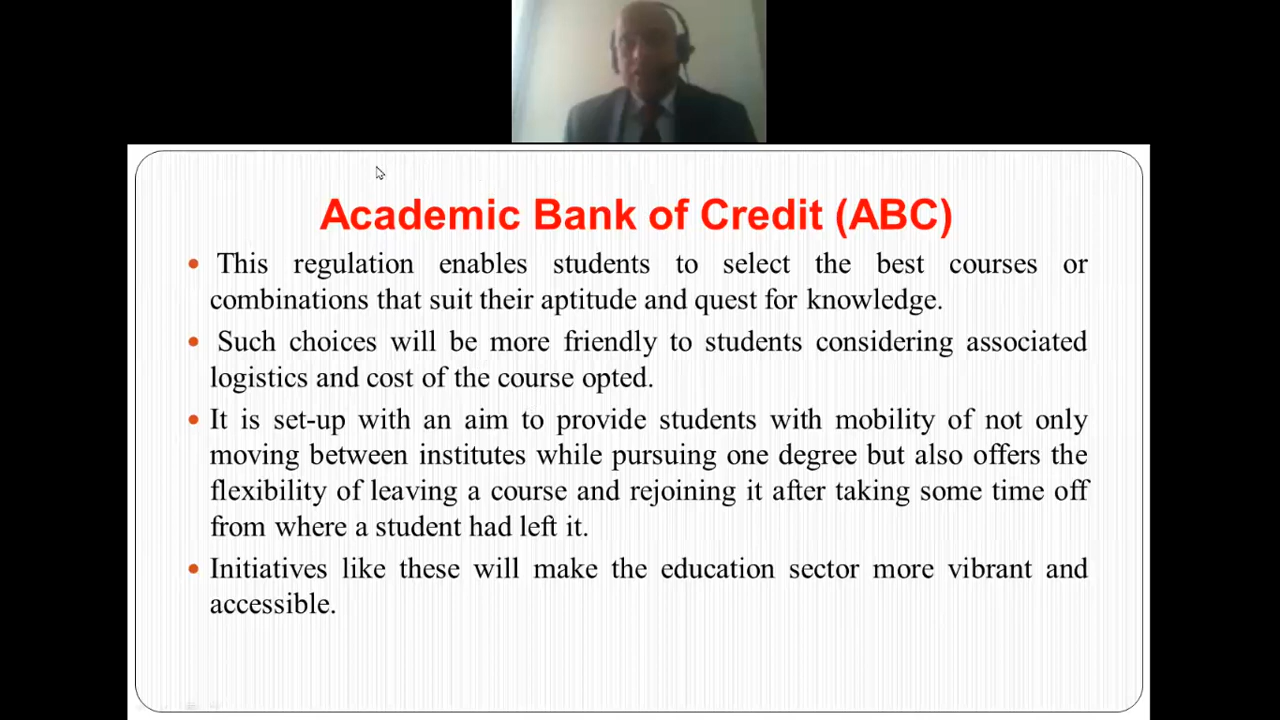 Academic Bank of Credit (ABC)
This regulation enables students to select the best courses or
combinations that suit their aptitude and quest for knowledge.
Such choices will be more friendly to students considering associated
logistics and cost of the course opted.
It is set-up with an aim to provide students with mobility of not only
moving between institutes while pursuing one degree but also offers the
flexibility of leaving a course and rejoining it after taking some time off
from where a student had left it.
Initiatives like these will make the education sector more vibrant and
accessible.